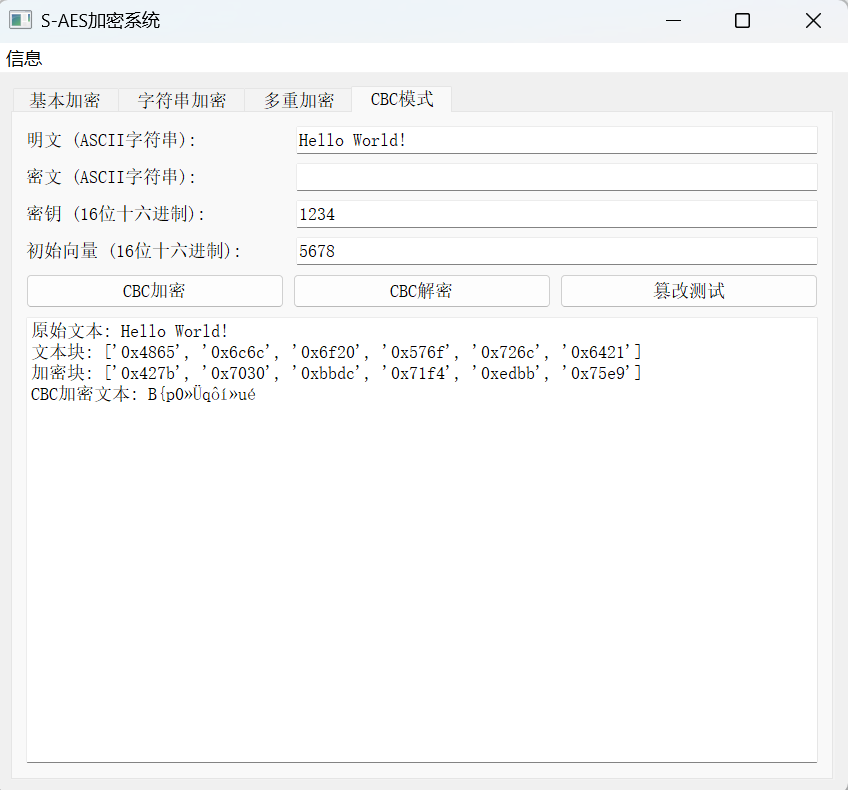 S-AES加密系统
信息
基本加密 字符串加密 多重加密 CBC模式
明文 (ASCII字符串): Hello World!
密文 (ASCII字符串):
密钥 (16位十六进制): 1234
初始向量 (16位十六进制): 5678
CBC加密 CBC解密 篡改测试
原始文本: Hello World!
文本块: ['0x4865', '0x6c6c', '0x6f20', '0x576f', '0x726c', '0x6421']
加密块: ['0x427b', '0x7030', '0xbbdc', '0x71f4', '0xedbb', '0x75e9']
CBC加密文本: B{p0»Üqôí»ué